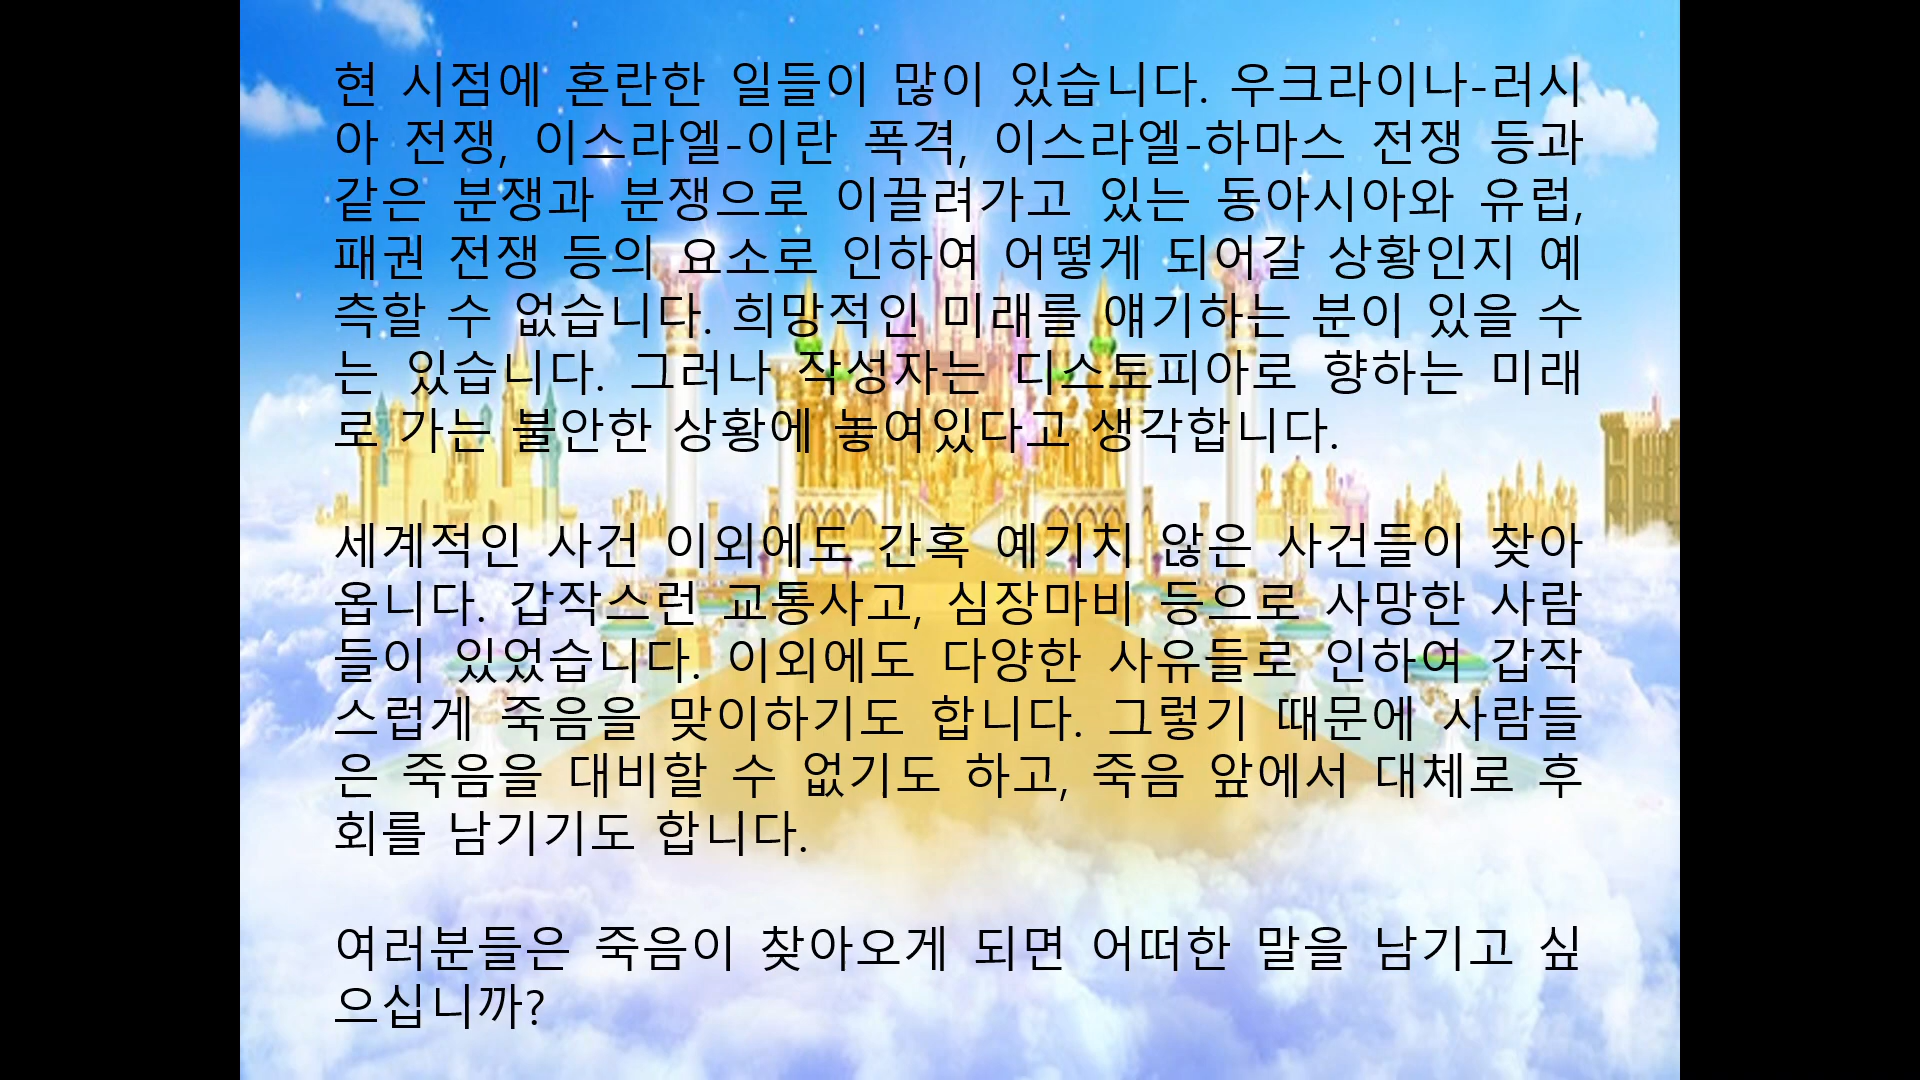 현 시점에 혼란한 일들이 많이 있습니다. 우크라이나-러시
아 전쟁, 이스라엘-이란 폭격, 이스라엘-하마스 전쟁 등과
같은 분쟁과 분쟁으로 이끌려가고 있는 동아시아와 유럽,
패권 전쟁 등의 요소로 인하여 어떻게 되어갈 상황인지 예
측할 수 없습니다. 희망적인 미래를 얘기하는 분이 있을 수
는 있습니다. 그러나 작성자는 디스토피아로 향하는 미래
로 가는 불안한 상황에 놓여있다고 생각합니다.
세계적인 사건 이외에도 간혹 예기치 않은 사건들이 찾아
옵니다. 갑작스런 교통사고, 심장마비 등으로 사망한 사람
들이 있었습니다. 이외에도 다양한 사유들로 인하여 갑작
스럽게 죽음을 맞이하기도 합니다. 그렇기 때문에 사람들
은 죽음을 대비할 수 없기도 하고, 죽음 앞에서 대체로 후
회를 남기기도 합니다.
여러분들은 죽음이 찾아오게 되면 어떠한 말을 남기고 싶
으십니까?